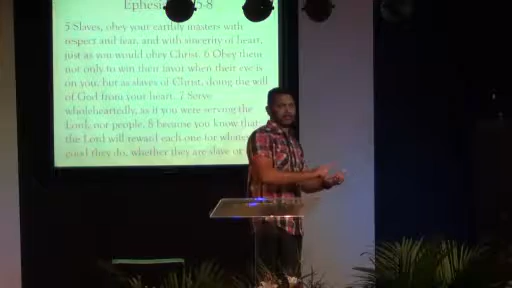 Ephesi 5-8
5 Slaves, obey your earthly masters with
respect and fear, and with sincerity of heart,
just as you would obey Christ. 6 Obey them
not only to win their favor when their eye is
on you, but as slaves of Christ, doing the will
of God from your heart. 7 Serve
wholeheartedly, as if you were serving the
Lord, not people, 8 because you know that
the Lord will reward each one for whate
good they do, whether they are slave or